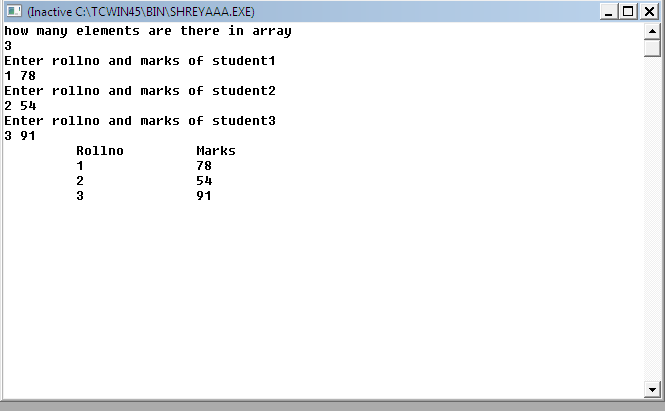 (Inactive C:\TCWIN45\BIN\SHREYAAA.EXE)
how many elements are there in array
3
Enter rollno and marks of student1
1 78
Enter rollno and marks of student2
2 54
Enter rollno and marks of student3
3 91
Rollno Marks
1 78
2 54
3 91